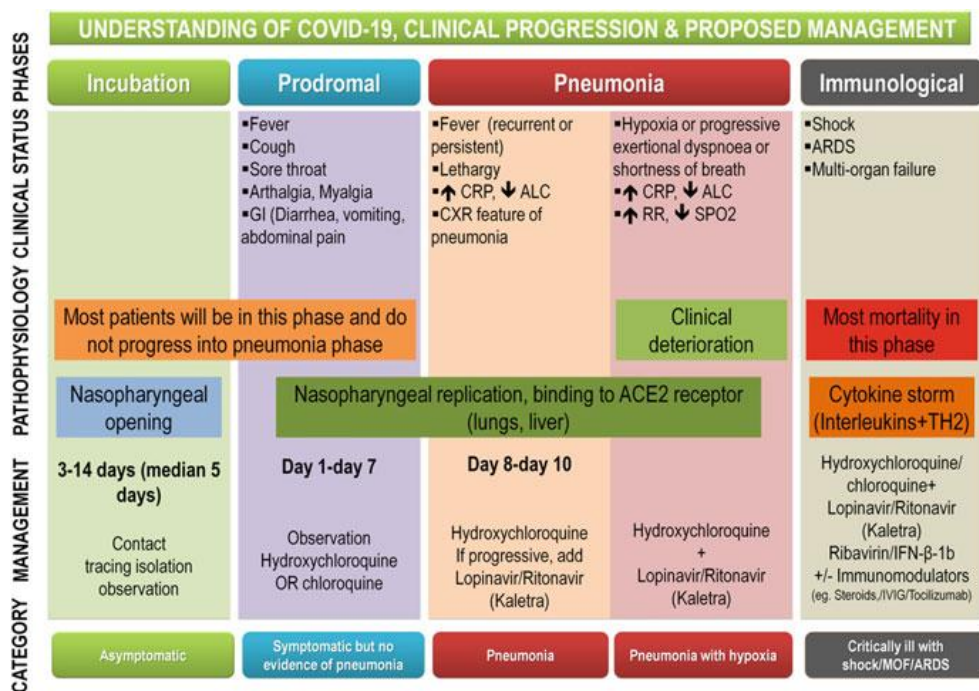 UNDERSTANDING OF COVID-19, CLINICAL PROGRESSION & PROPOSED MANAGEMENT
PHASES
Incubation
Prodromal
Pneumonia
Immunological
CLINICAL STATUS
▪Fever
▪Cough
▪Sore throat
▪Arthalgia, Myalgia
▪GI (Diarrhea, vomiting,
abdominal pain
▪Fever (recurrent or
persistent)
▪Lethargy
▪↑ CRP, ↓ ALC
▪CXR feature of
pneumonia
▪Hypoxia or progressive
exertional dyspnoea or
shortness of breath
▪↑ CRP, ↓ ALC
▪↑ RR, ↓ SPO2
▪Shock
▪ARDS
▪Multi-organ failure
Most patients will be in this phase and do
not progress into pneumonia phase
Clinical
deterioration
Most mortality in
this phase
PATHOPHYSIOLOGY
Nasopharyngeal
opening
Nasopharyngeal replication, binding to ACE2 receptor
(lungs, liver)
Cytokine storm
(Interleukins+TH2)
MANAGEMENT
3-14 days (median 5
days)
Contact
tracing isolation
observation
Day 1-day 7
Observation
Hydroxychloroquine
OR chloroquine
Day 8-day 10
Hydroxychloroquine
If progressive, add
Lopinavir/Ritonavir
(Kaletra)
Hydroxychloroquine
+
Lopinavir/Ritonavir
(Kaletra)
Hydroxychloroquine/
chloroquine+
Lopinavir/Ritonavir
(Kaletra)
Ribavirin/IFN-β-1b
+/- Immunomodulators
(eg. Steroids,/IVIG/Tocilizumab)
CATEGORY
Asymptomatic
Symptomatic but no
evidence of pneumonia
Pneumonia
Pneumonia with hypoxia
Critically ill with
shock/MOF/ARDS